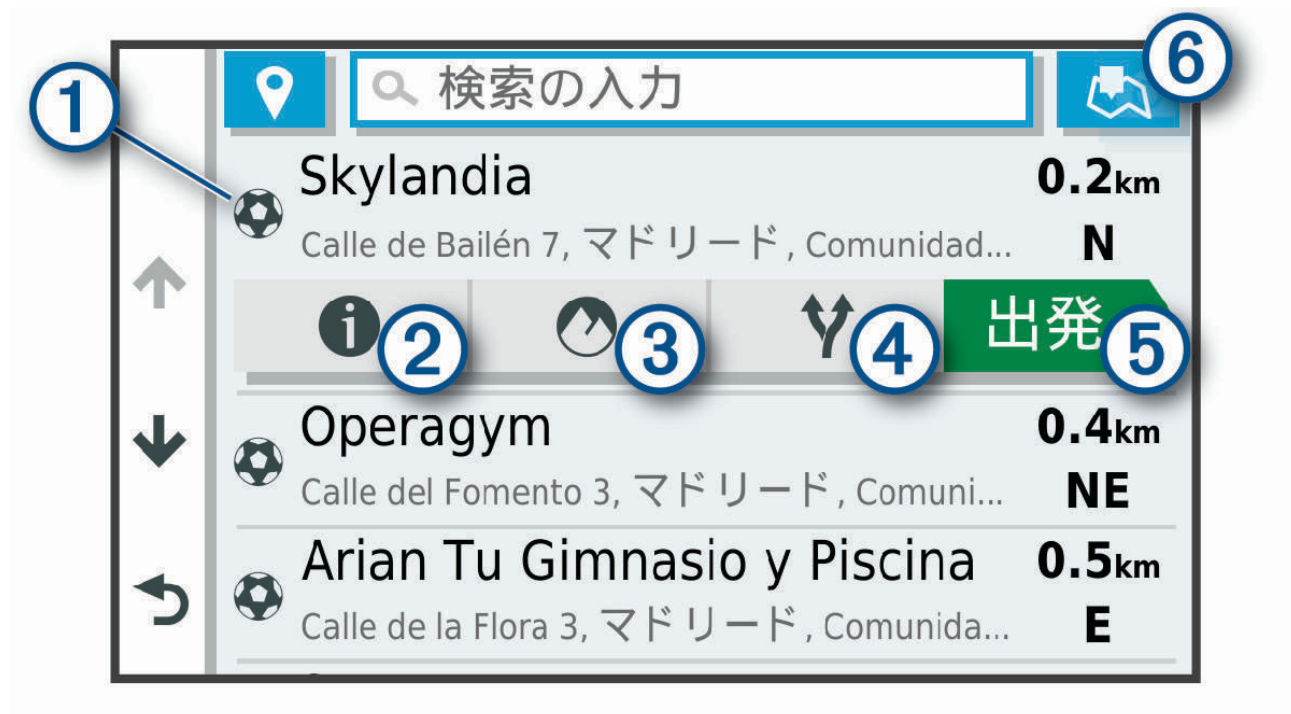 ① ⑥
検索の入力
Skylandia 0.2km
Calle de Bailén 7, マドリード, Comunidad... N
i ② ③ ④ 出発 ⑤
Operagym 0.4km
Calle del Fomento 3, マドリード, Comuni... NE
Arian Tu Gimnasio y Piscina 0.5km
Calle de la Flora 3, マドリード, Comunida... E